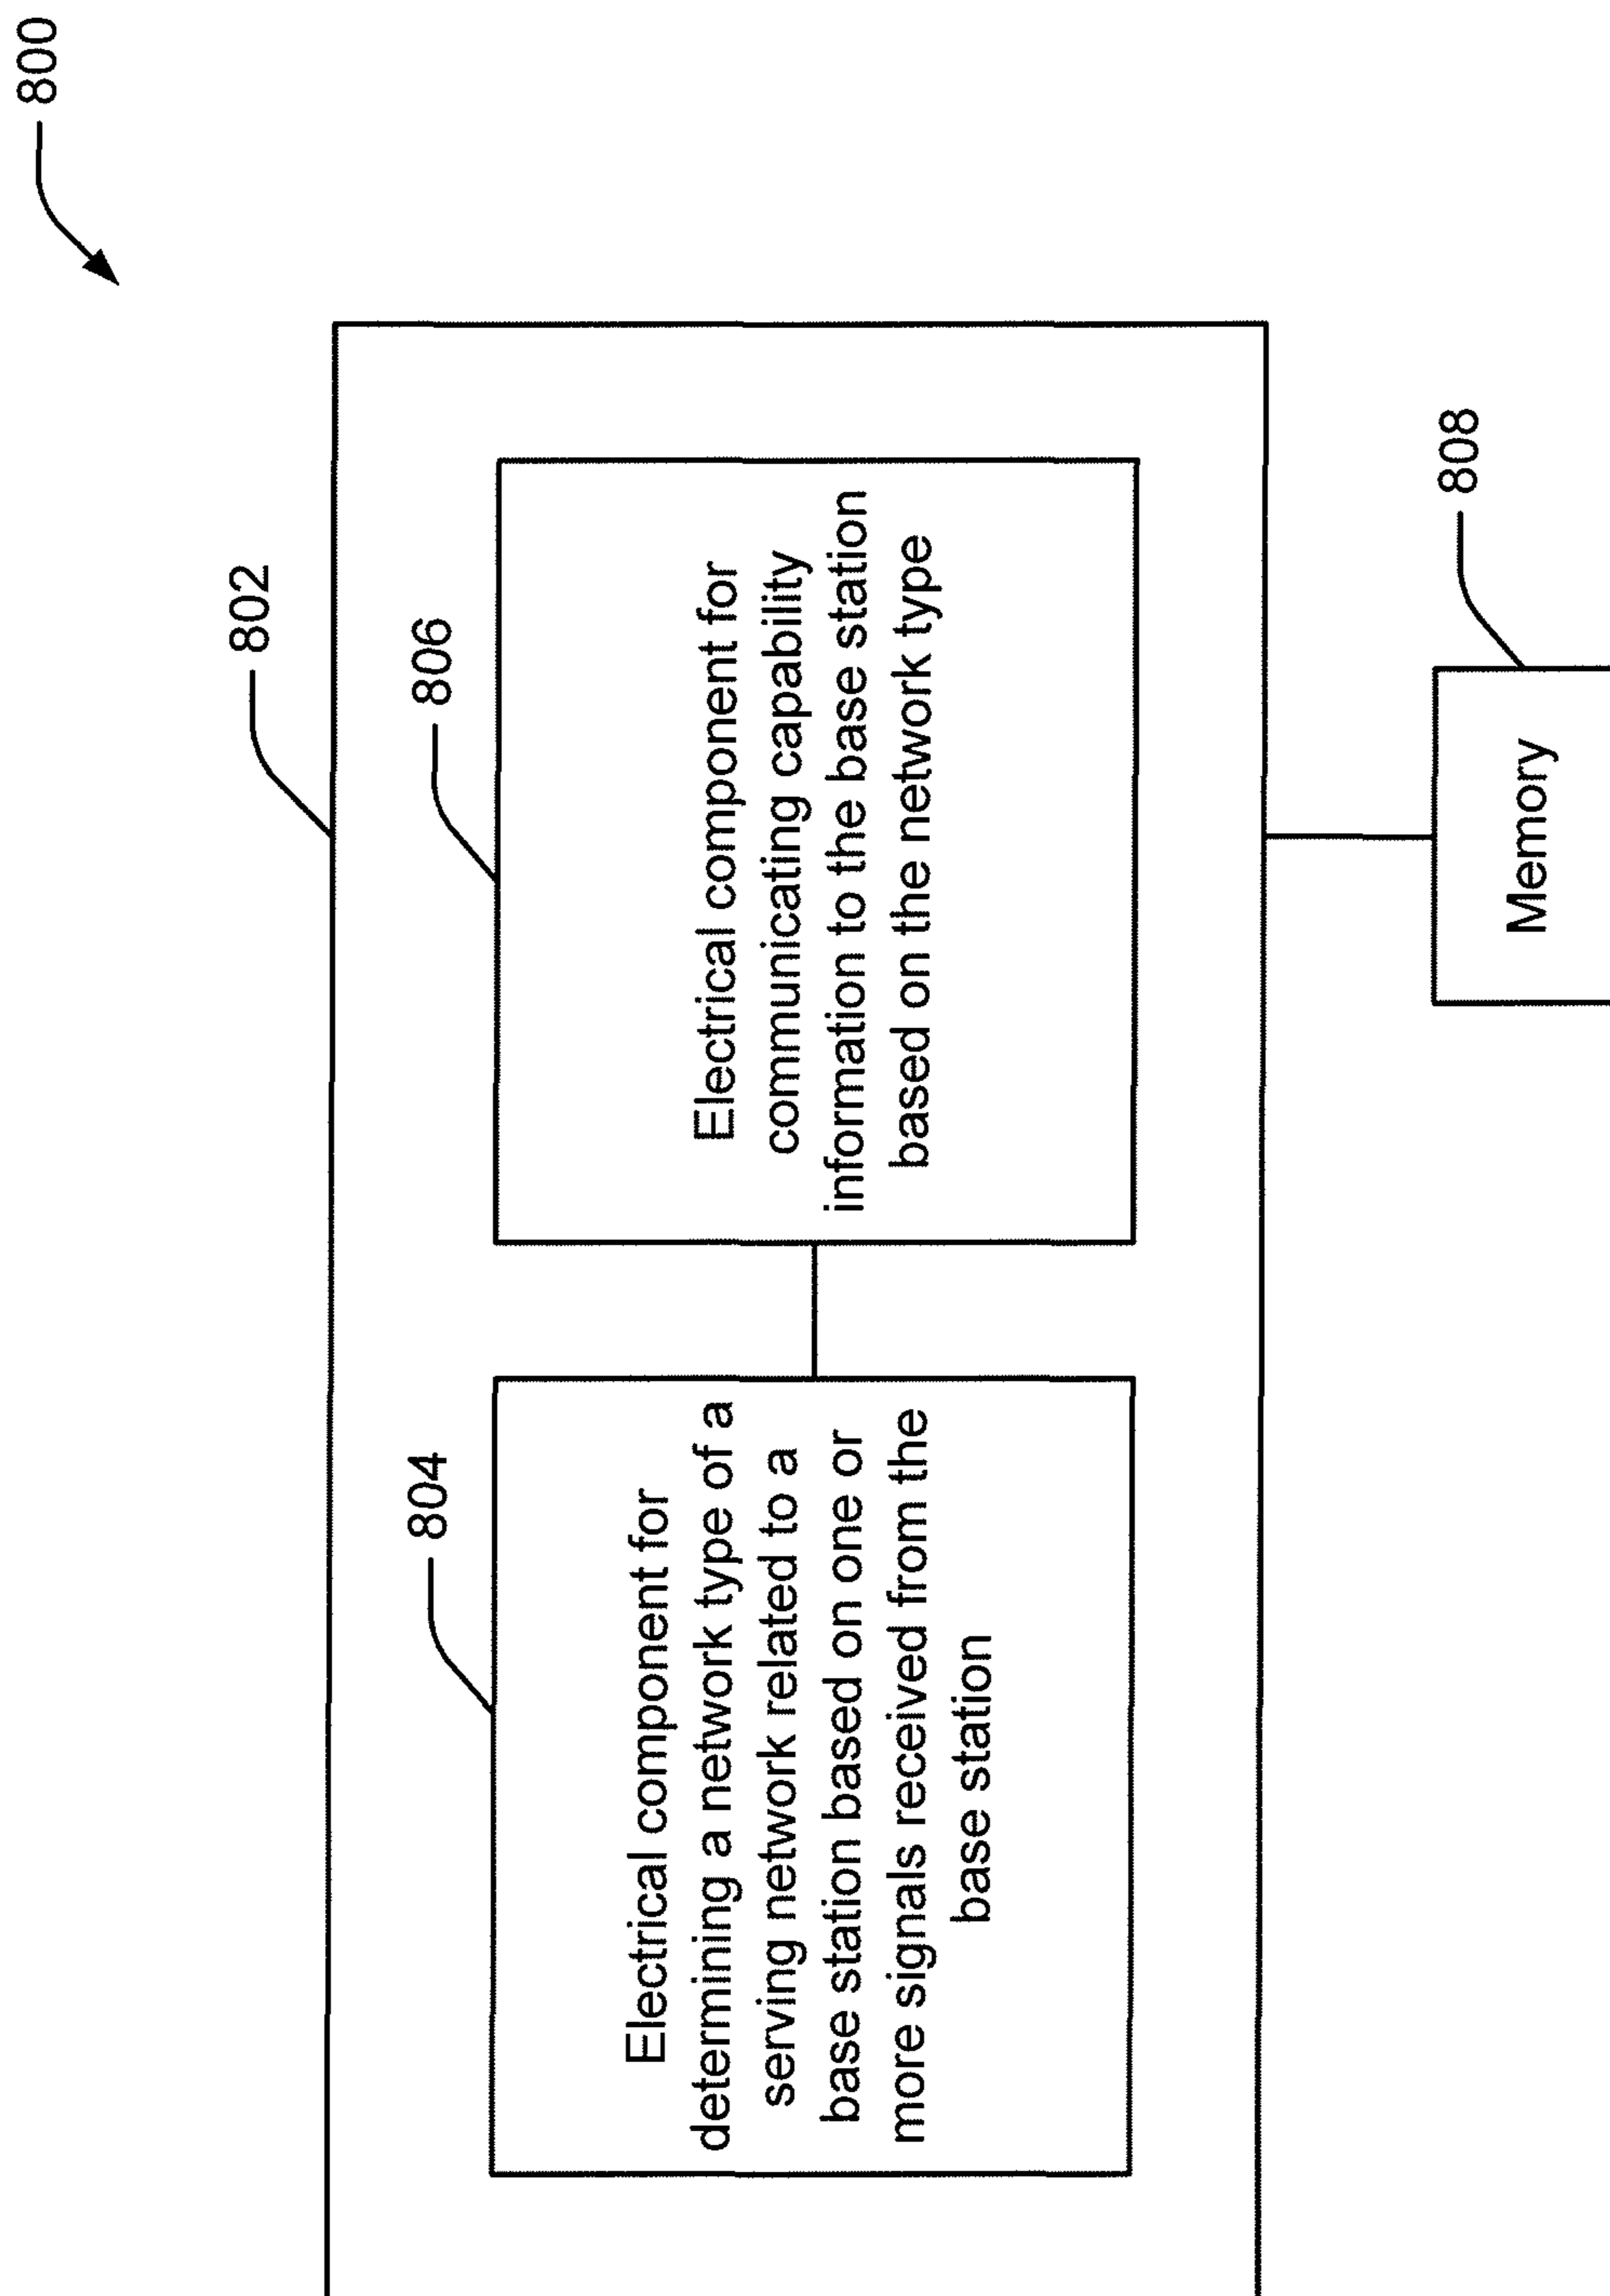 800
802
804
Electrical component for
determining a network type of a
serving network related to a
base station based on one or
more signals received from the
base station
806
Electrical component for
communicating capability
information to the base station
based on the network type
808
Memory